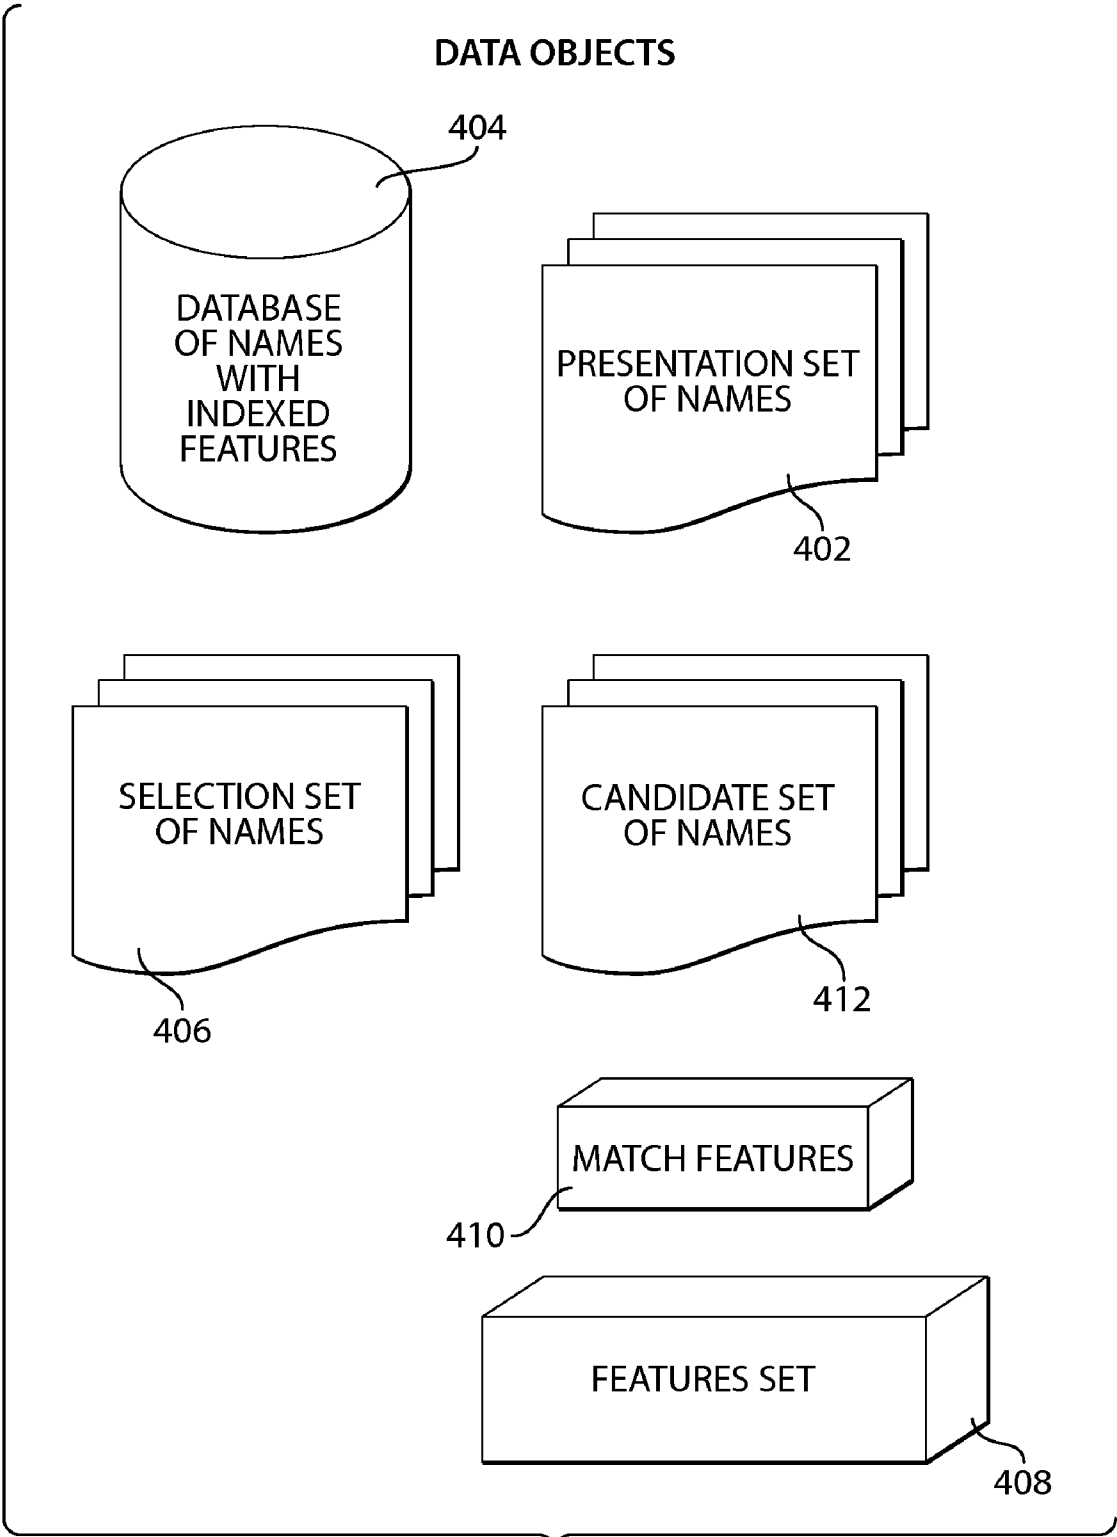 DATA OBJECTS
404
DATABASE
OF NAMES
WITH
INDEXED
FEATURES
PRESENTATION SET
OF NAMES
402
SELECTION SET
OF NAMES
406
CANDIDATE SET
OF NAMES
412
MATCH FEATURES
410
FEATURES SET
408